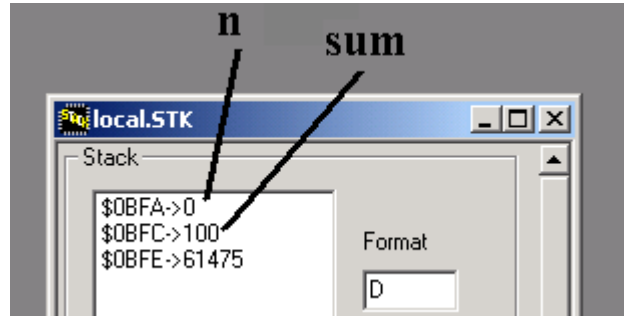 n
sum
local.STK
Stack
$0BFA->0
$0BFC->100
$0BFE->61475
Format
D